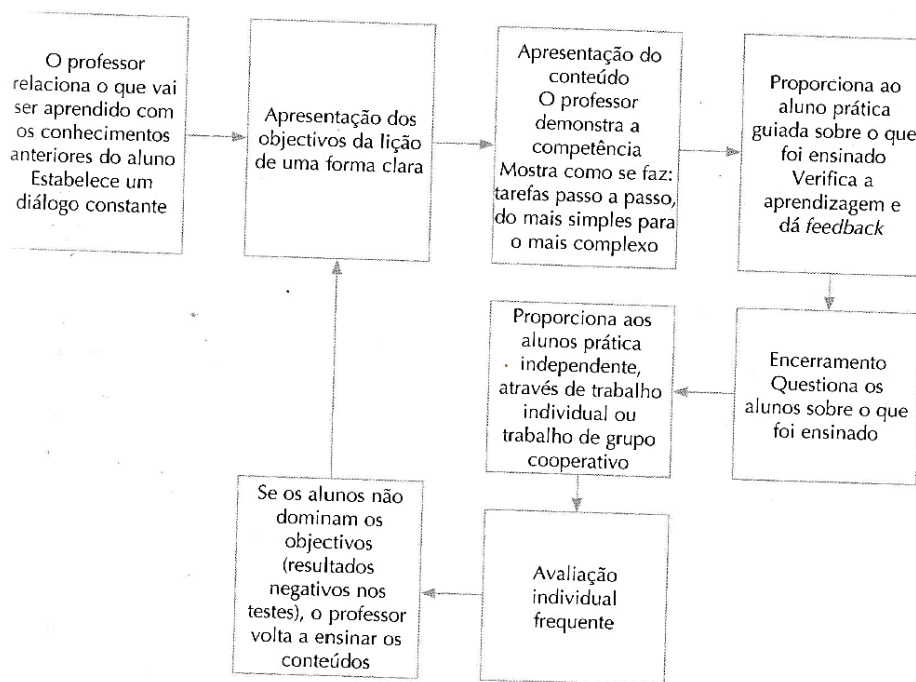 O professor
relaciona o que vai
ser aprendido com
os conhecimentos
anteriores do aluno
Estabelece um
diálogo constante
Apresentação dos
objectivos da lição
de uma forma clara
Apresentação do
conteúdo
O professor
demonstra a
competência
Mostra como se faz:
tarefas passo a passo,
do mais simples para
o mais complexo
Proporciona ao
aluno prática
guiada sobre o que
foi ensinado
Verifica a
aprendizagem e
dá feedback
Encerramento
Questiona os
alunos sobre o que
foi ensinado
Proporciona aos
alunos prática
independente,
através de trabalho
individual ou
trabalho de grupo
cooperativo
Avaliação
individual
frequente
Se os alunos não
dominam os
objectivos
(resultados
negativos nos
testes), o professor
volta a ensinar os
conteúdos